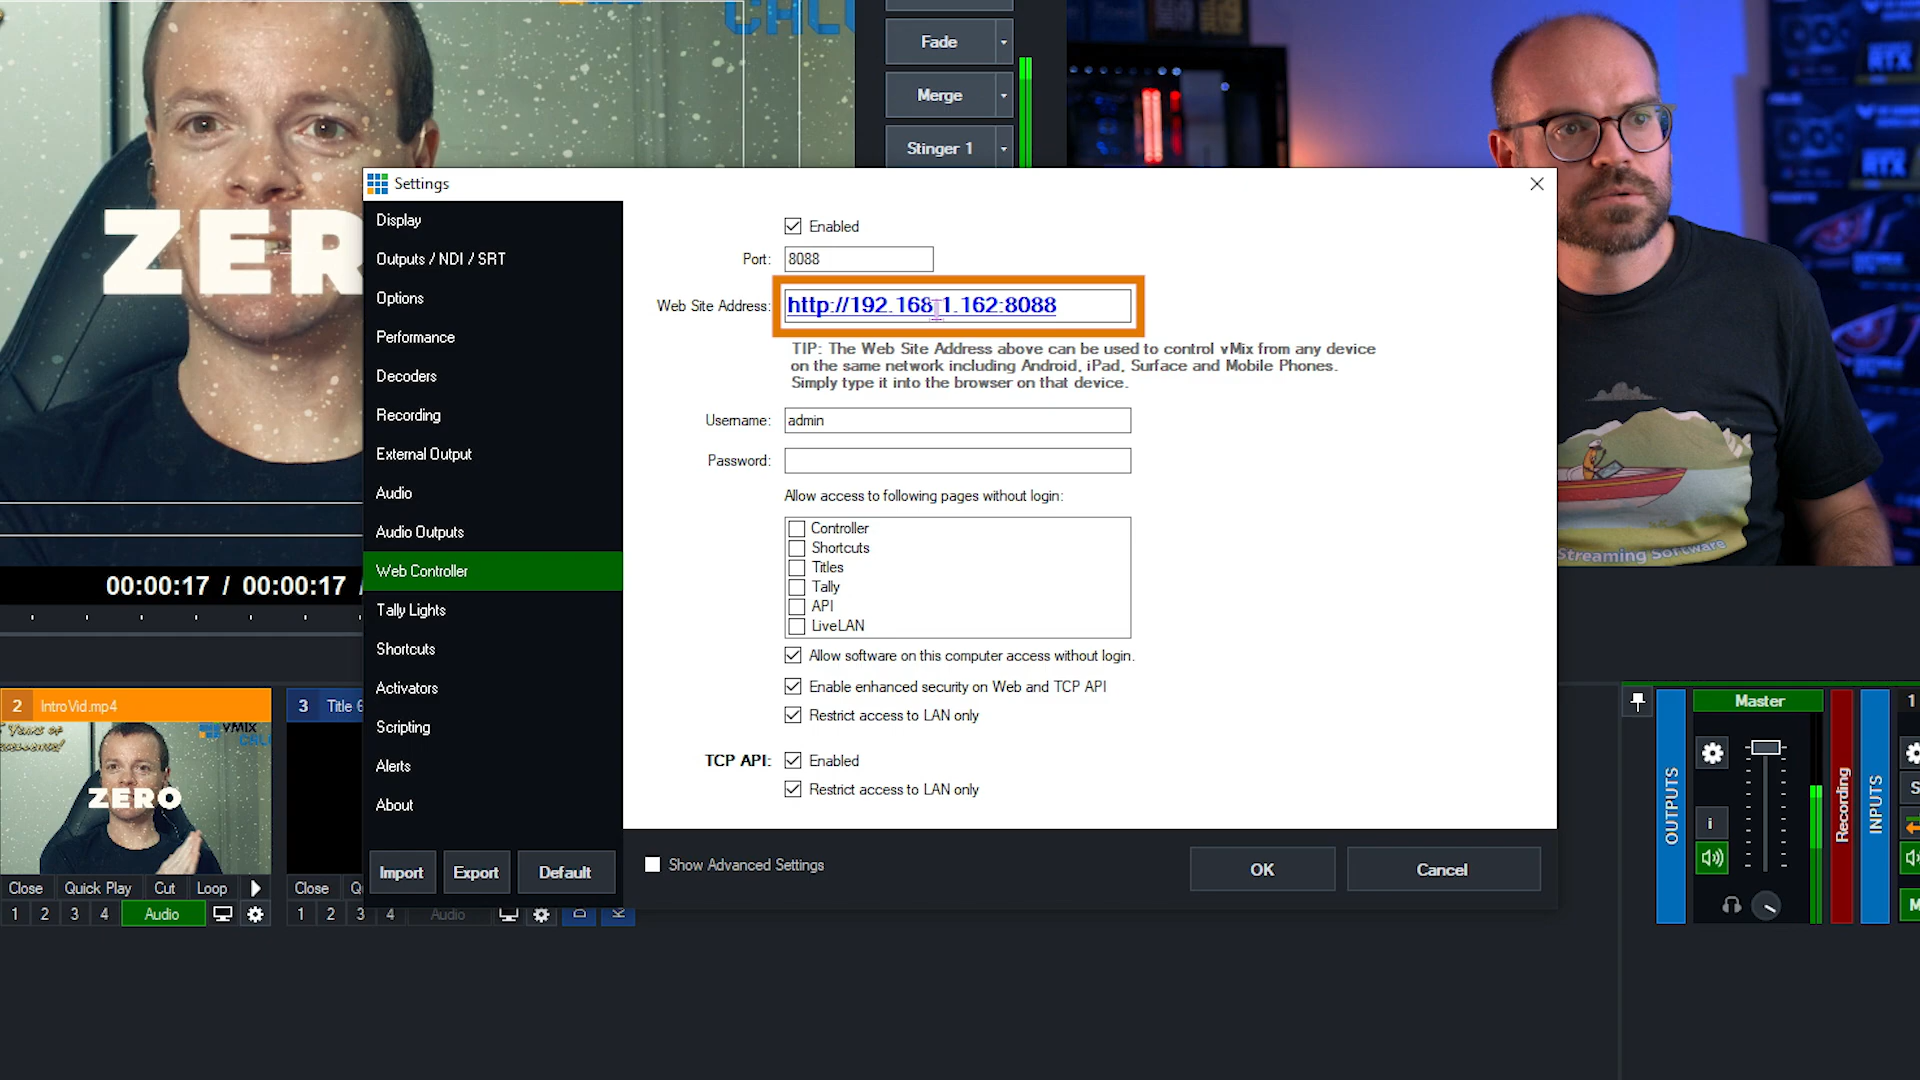 Fade
Merge
Stinger 1
RTX
ZER
Settings
Display
Outputs / NDI / SRT
Options
Performance
Decoders
Recording
External Output
Audio
Audio Outputs
Web Controller
Tally Lights
Shortcuts
Activators
Scripting
Alerts
About
Import
Export
Default
Enabled
Port:
8088
Web Site Address:
http://192.168.1.162:8088
TIP: The Web Site Address above can be used to control vMix from any device
on the same network including Android, iPad, Surface and Mobile Phones.
Simply type it into the browser on that device.
Username:
admin
Password:
Allow access to following pages without login:
Controller
Shortcuts
Titles
Tally
API
LiveLAN
Allow software on this computer access without login.
Enable enhanced security on Web and TCP API
Restrict access to LAN only
TCP API:
Enabled
Restrict access to LAN only
Show Advanced Settings
OK
Cancel
Streaming Software
00:00:17 / 00:00:17 /
2 IntroVid.mp4
VMIX
ZERO
Close Quick Play Cut Loop
1 2 3 4 Audio
3 Title
Close
1 2 3 4 Audio
OUTPUTS
Master
Recording
INPUTS
1
S
M